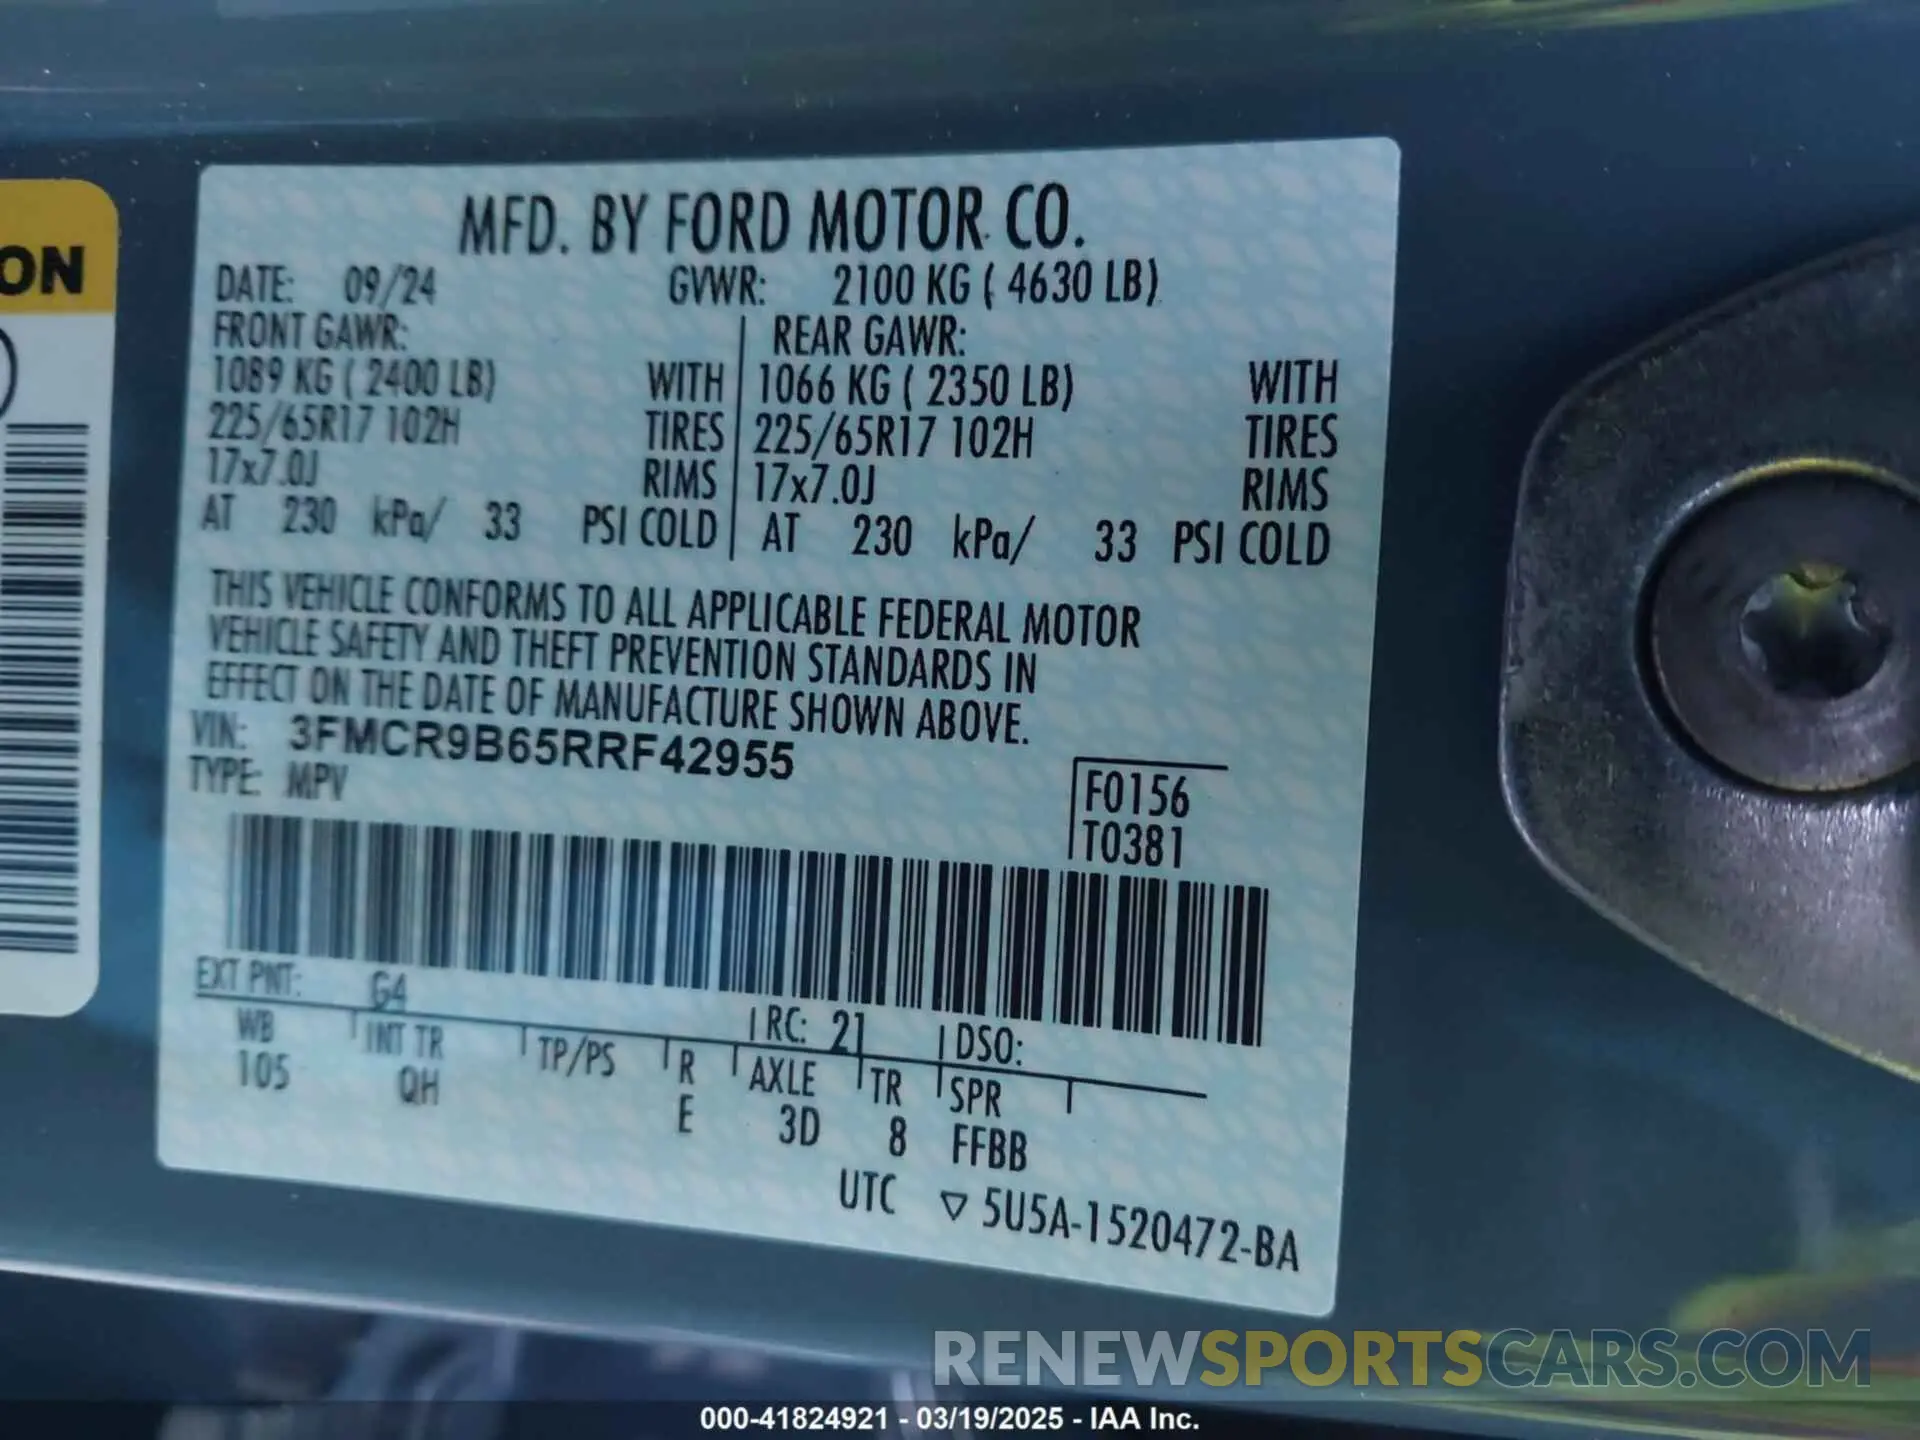 ON
MFD. BY FORD MOTOR CO.
DATE: 09/24 GVWR: 2100 KG ( 4630 LB)
FRONT GAWR: REAR GAWR:
1089 KG ( 2400 LB) WITH 1066 KG ( 2350 LB) WITH
225/65R17 102H TIRES 225/65R17 102H TIRES
17x7.0J RIMS 17x7.0J RIMS
AT 230 kPa/ 33 PSI COLD AT 230 kPa/ 33 PSI COLD
THIS VEHICLE CONFORMS TO ALL APPLICABLE FEDERAL MOTOR
VEHICLE SAFETY AND THEFT PREVENTION STANDARDS IN
EFFECT ON THE DATE OF MANUFACTURE SHOWN ABOVE.
VIN: 3FMCR9B65RRF42955
TYPE: MPV
F0156
T0381
EXT PNT: G4 RC: 21 DSO:
WB INT TR TP/PS R AXLE TR SPR
105 QH E 3D 8 FFBB
UTC ▽ 5U5A-1520472-BA
RENEWSPORTSCARS.COM
000-41824921 - 03/19/2025 - IAA Inc.